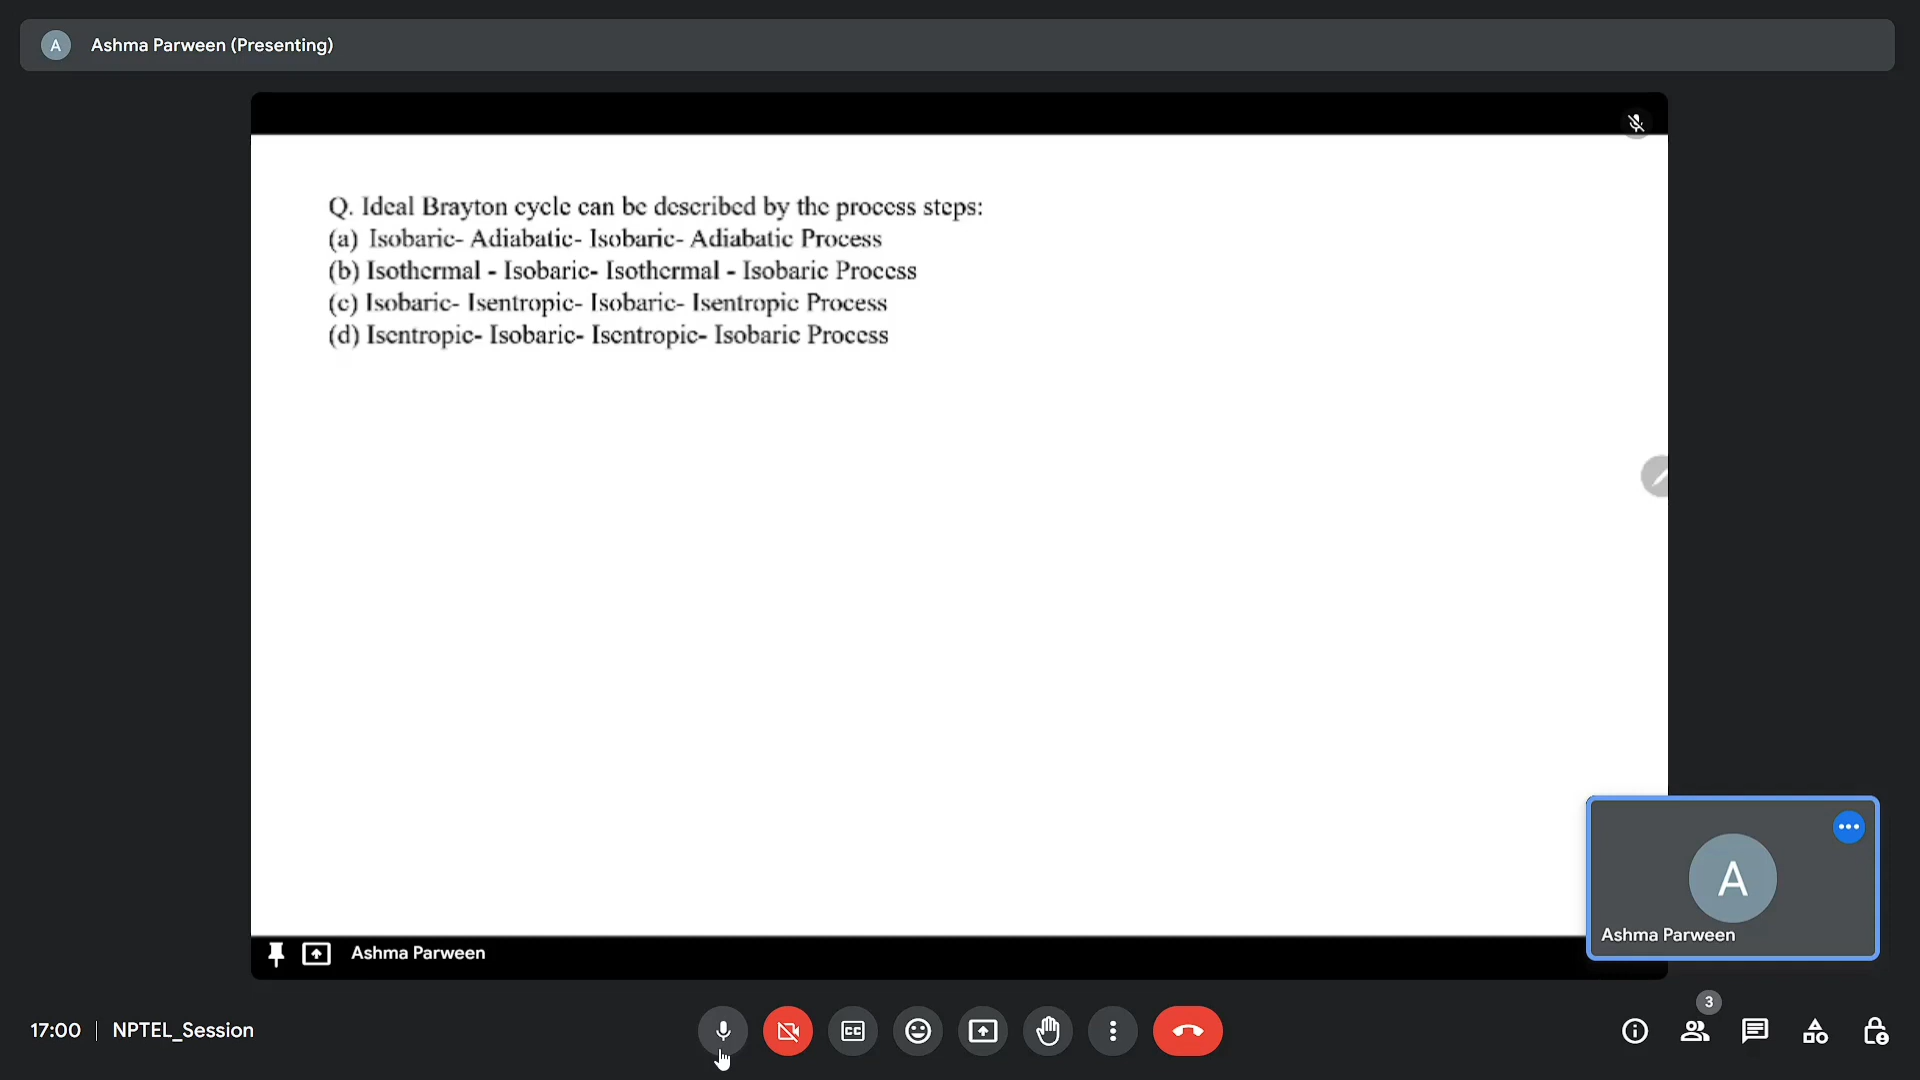 A Ashma Parween (Presenting)
Q. Ideal Brayton cycle can be described by the process steps:
(a) Isobaric- Adiabatic- Isobaric- Adiabatic Process
(b) Isothermal - Isobaric- Isothermal - Isobaric Process
(c) Isobaric- Isentropic- Isobaric- Isentropic Process
(d) Isentropic- Isobaric- Isentropic- Isobaric Process
A
Ashma Parween
Ashma Parween
3
17:00 | NPTEL_Session
CC